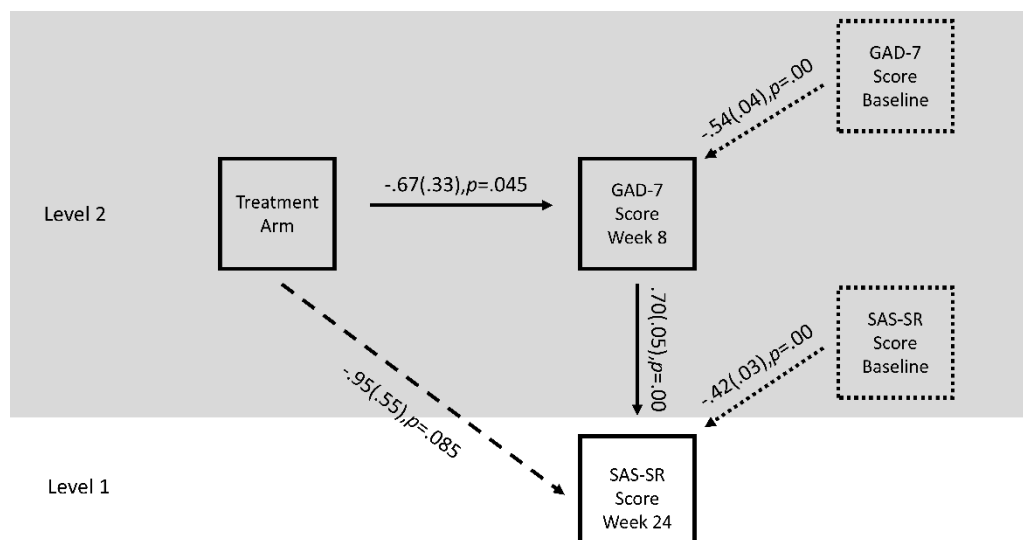 GAD-7
Score
Baseline
-.54(.04),p=.00
Level 2
Treatment
Arm
-.67(.33),p=.045
GAD-7
Score
Week 8
.70(.05),p=.00
SAS-SR
Score
Baseline
-.42(.03),p=.00
-.95(.55),p=.085
Level 1
SAS-SR
Score
Week 24